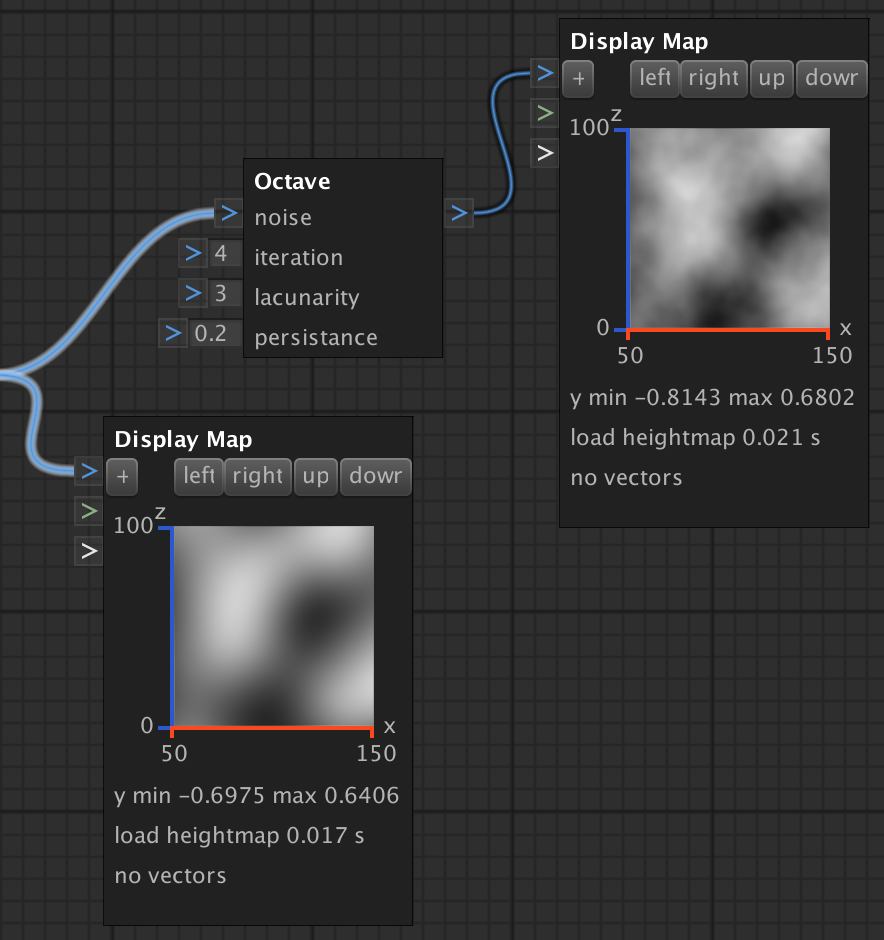 Display Map
>
+ left right up dowr
>
>
100 z
0
x
50 150
y min -0.8143 max 0.6802
load heightmap 0.021 s
no vectors
Octave
> noise >
> 4 iteration
> 3 lacunarity
> 0.2 persistance
Display Map
>
+ left right up dowr
>
>
100 z
0
x
50 150
y min -0.6975 max 0.6406
load heightmap 0.017 s
no vectors